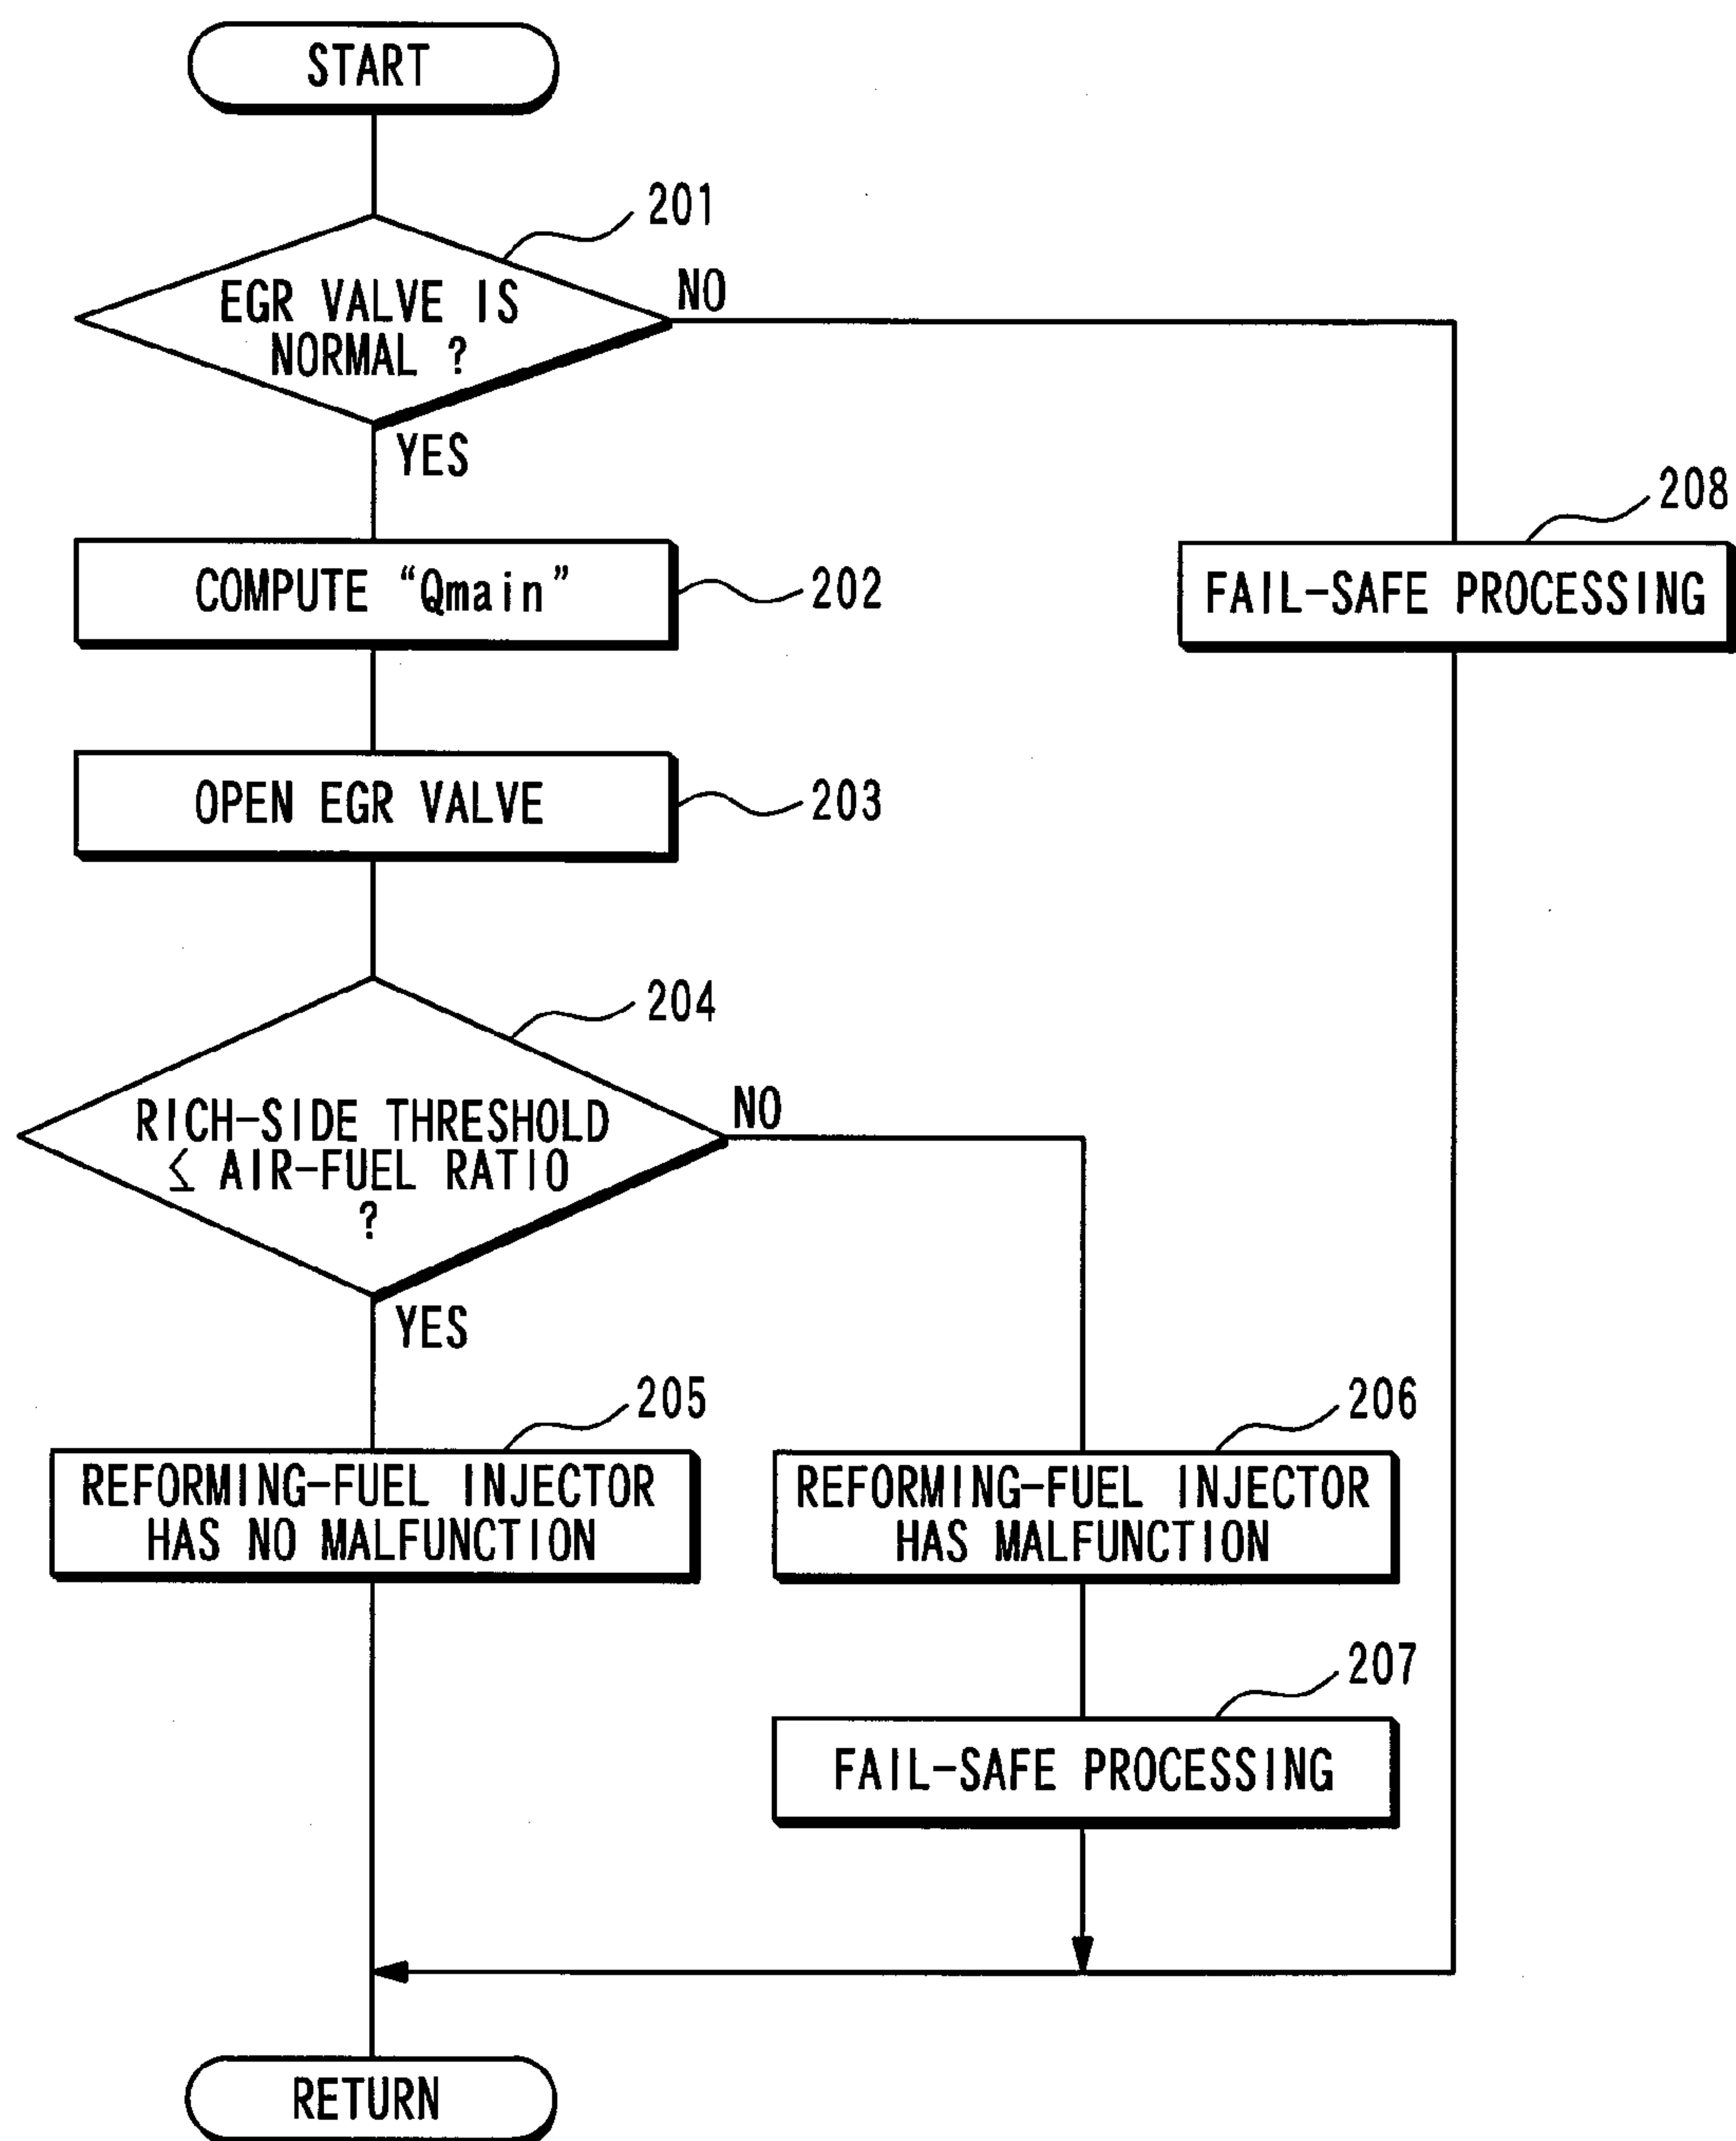 START
201
EGR VALVE IS
NORMAL ?
NO
YES
208
COMPUTE “Qmain”
202
FAIL-SAFE PROCESSING
OPEN EGR VALVE
203
204
RICH-SIDE THRESHOLD
≤ AIR-FUEL RATIO
?
NO
YES
205
REFORMING-FUEL INJECTOR
HAS NO MALFUNCTION
206
REFORMING-FUEL INJECTOR
HAS MALFUNCTION
207
FAIL-SAFE PROCESSING
RETURN